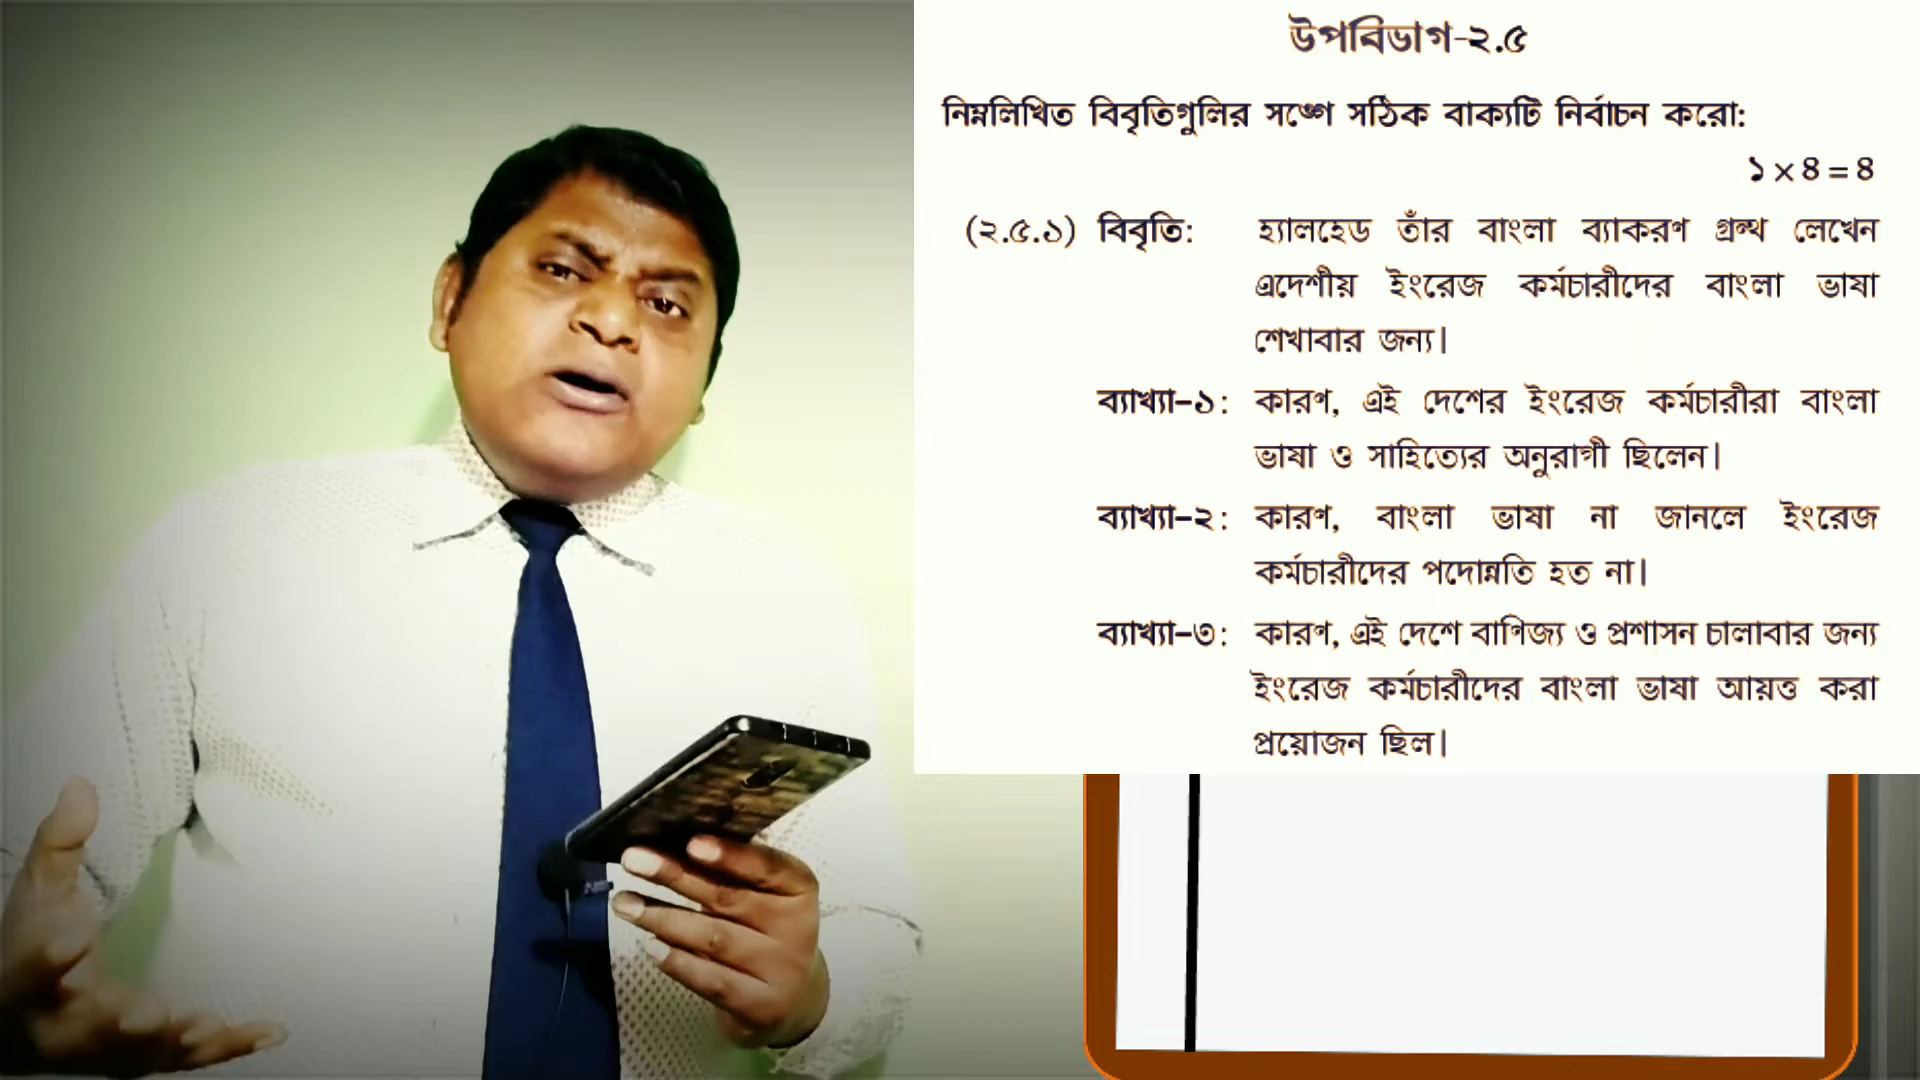 উপবিভাগ-২.৫
নিম্নলিখিত বিবৃতিগুলির সঙ্গে সঠিক বাক্যটি নির্বাচন করো:
১ × ৪ = ৪
(২.৫.১) বিবৃতি: হ্যালহেড তাঁর বাংলা ব্যাকরণ গ্রন্থ লেখেন
এদেশীয় ইংরেজ কর্মচারীদের বাংলা ভাষা
শেখাবার জন্য।
ব্যাখ্যা–১: কারণ, এই দেশের ইংরেজ কর্মচারীরা বাংলা
ভাষা ও সাহিত্যের অনুরাগী ছিলেন।
ব্যাখ্যা–২: কারণ, বাংলা ভাষা না জানলে ইংরেজ
কর্মচারীদের পদোন্নতি হত না।
ব্যাখ্যা–৩: কারণ, এই দেশে বাণিজ্য ও প্রশাসন চালাবার জন্য
ইংরেজ কর্মচারীদের বাংলা ভাষা আয়ত্ত করা
প্রয়োজন ছিল।